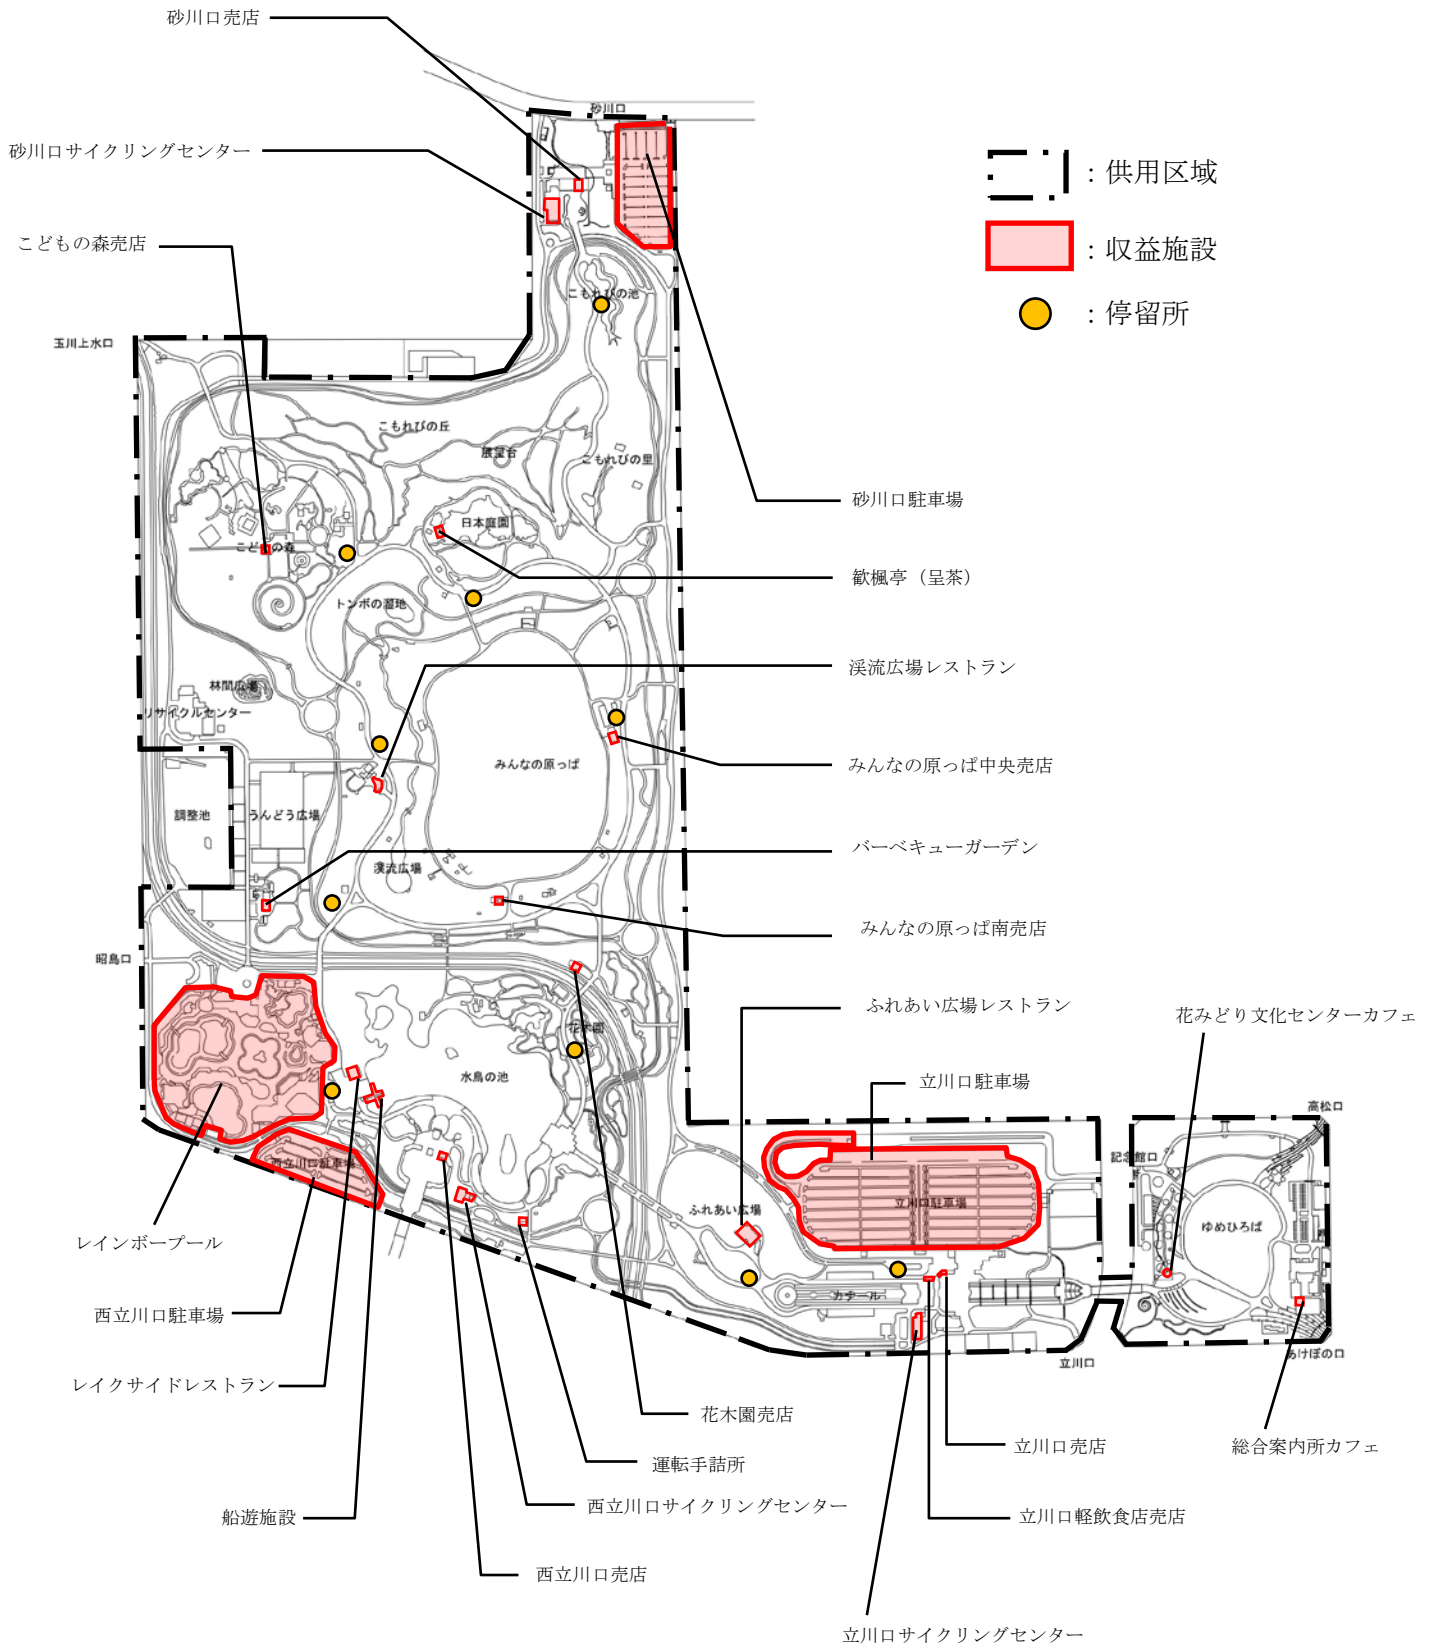 砂川口売店
砂川口
砂川口サイクリングセンター
：供用区域
こどもの森売店
：収益施設
こもれびの池
：停留所
玉川上水口
こもれびの丘
展望台
こもれびの里
砂川口駐車場
日本庭園
こどもの森
歓楓亭（呈茶）
トンボの湿地
渓流広場レストラン
林間広場
リサイクルセンター
みんなの原っぱ
みんなの原っぱ中央売店
調整池
うんどう広場
バーベキューガーデン
渓流広場
みんなの原っぱ南売店
昭島口
ふれあい広場レストラン
花みどり文化センターカフェ
花木園
水鳥の池
立川口駐車場
高松口
記念館口
西立川口駐車場
立川口駐車場
ふれあい広場
ゆめひろば
レインボープール
カナール
西立川口駐車場
あけぼの口
立川口
レイクサイドレストラン
花木園売店
立川口売店
総合案内所カフェ
運転手詰所
西立川口サイクリングセンター
船遊施設
立川口軽飲食店売店
西立川口売店
立川口サイクリングセンター